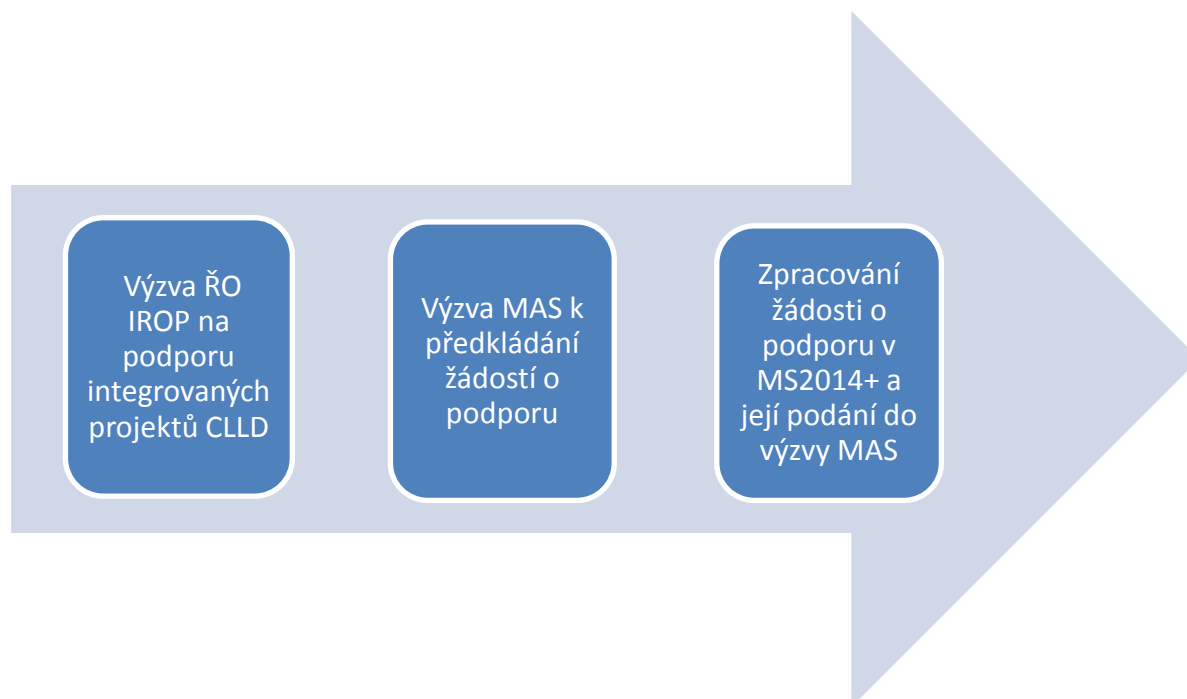 Výzva ŘO
IROP na
podporu
integrovaných
projektů CLLD
Výzva MAS k
předkládání
žádostí o
podporu
Zpracování
žádosti o
podporu v
MS2014+ a
její podání do
výzvy MAS